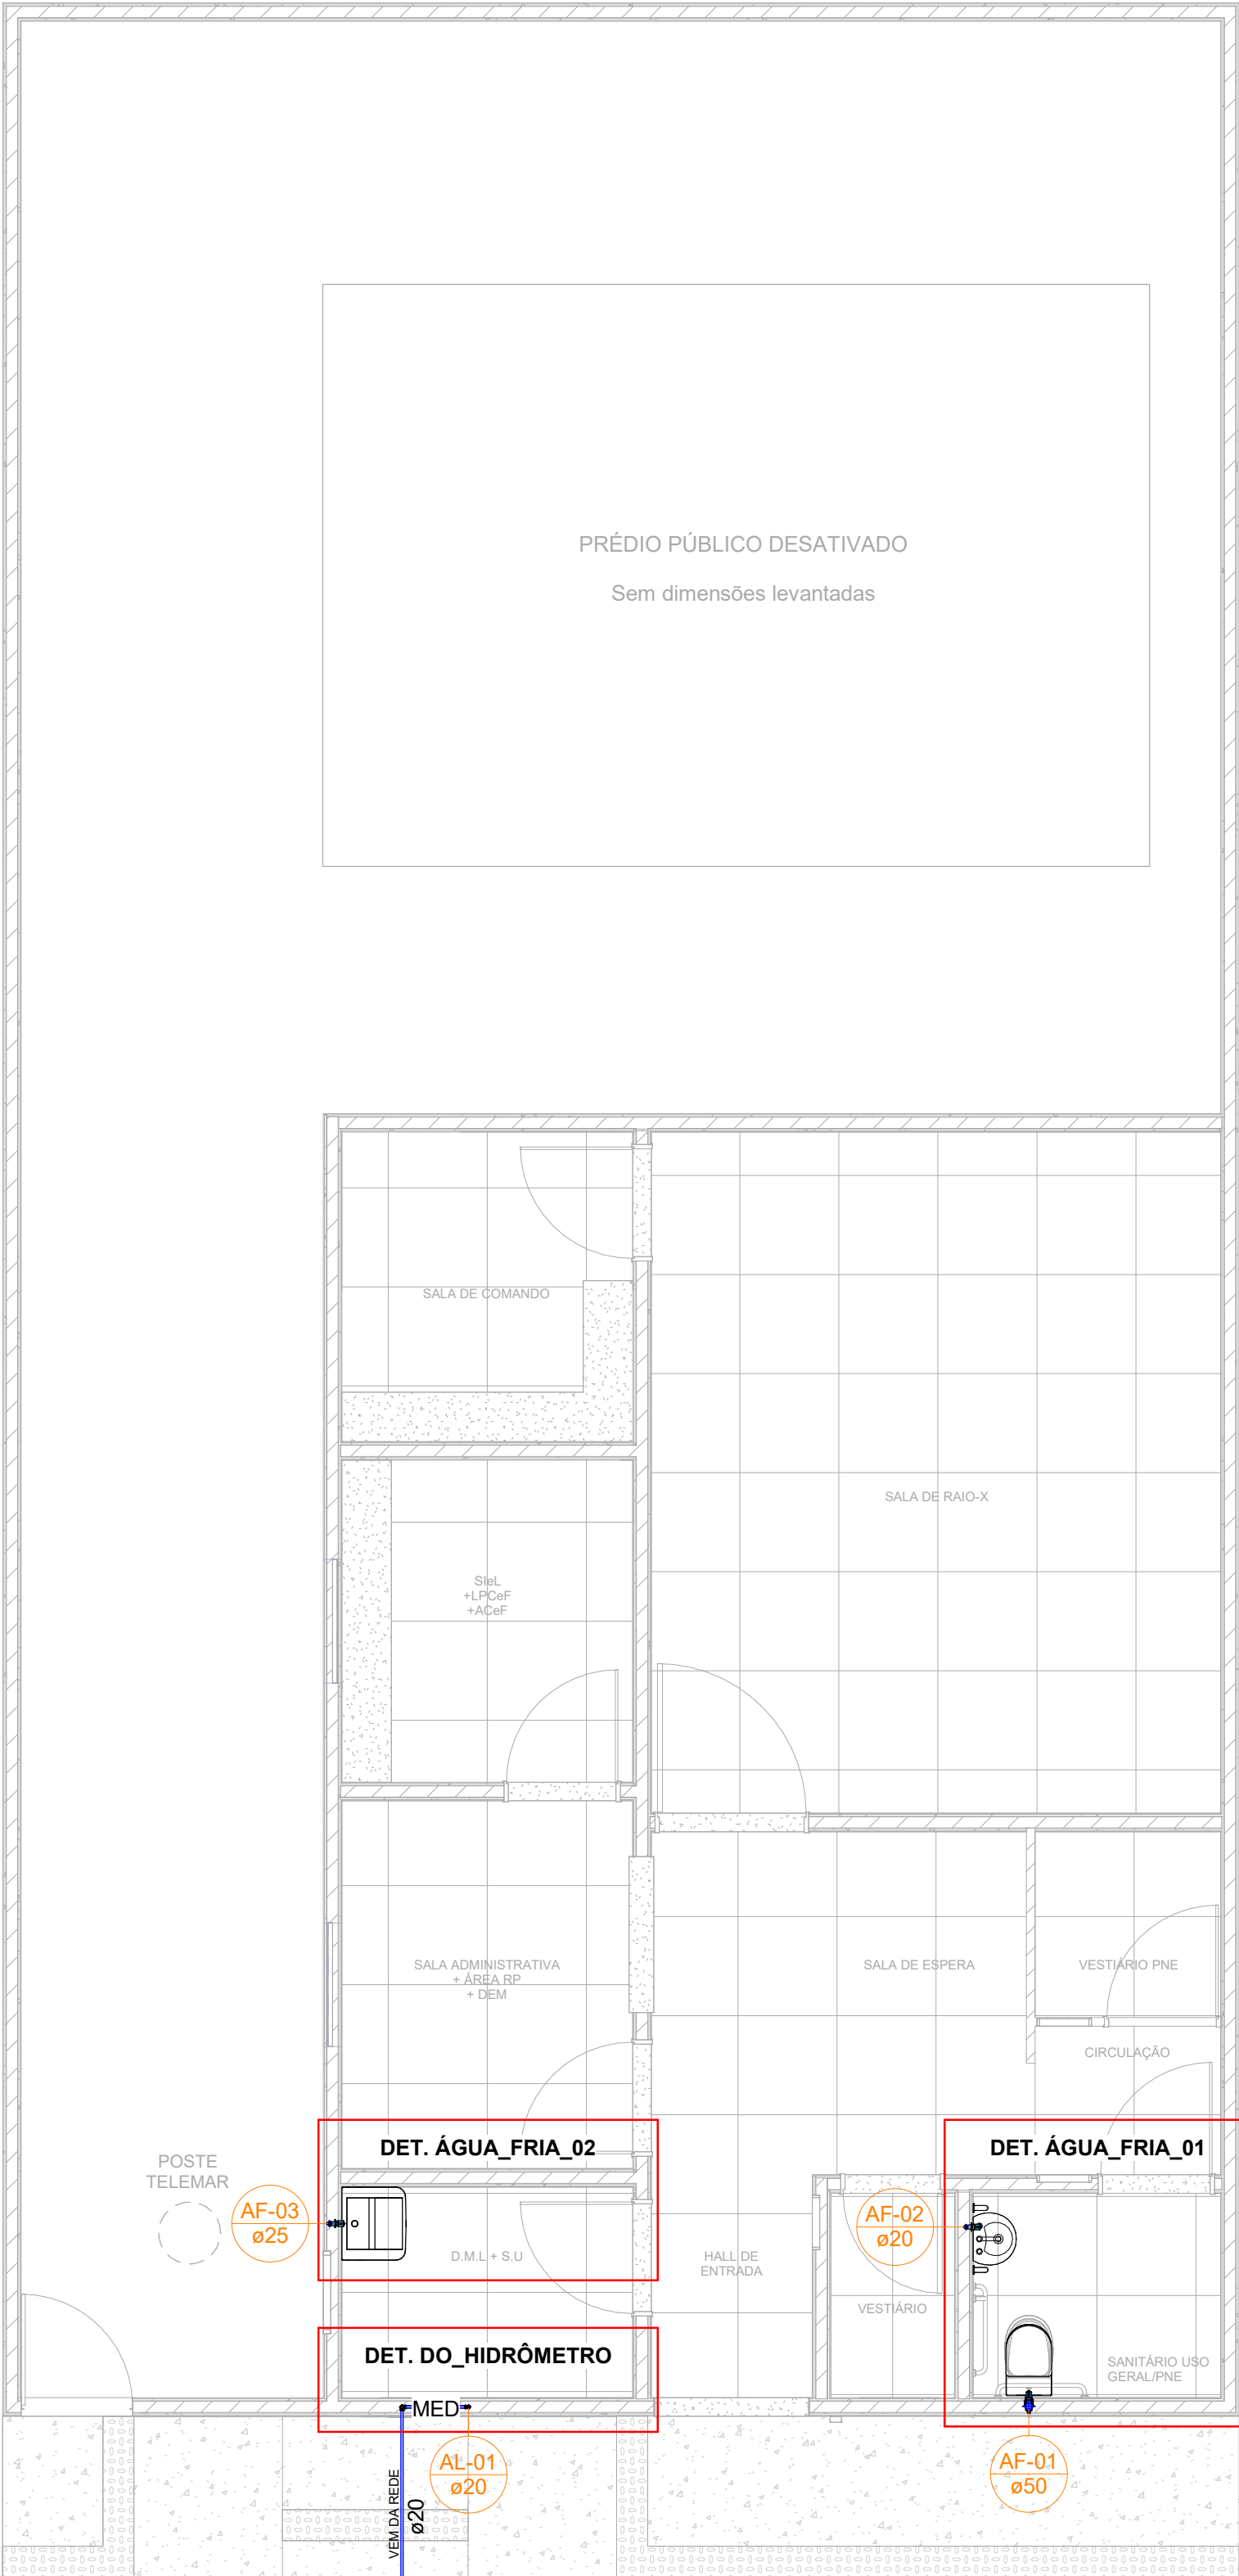 PRÉDIO PÚBLICO DESATIVADO
Sem dimensões levantadas
SALA DE COMANDO
SALA DE RAIO-X
SIeL
+LPCeF
+ACeF
SALA ADMINISTRATIVA
+ ÁREA RP
+ DEM
SALA DE ESPERA
VESTIÁRIO PNE
CIRCULAÇÃO
DET. ÁGUA_FRIA_02
DET. ÁGUA_FRIA_01
POSTE
TELEMAR
AF-03
ø25
AF-02
ø20
D.M.L + S.U
HALL DE
ENTRADA
VESTIÁRIO
DET. DO_HIDRÔMETRO
SANITÁRIO USO
GERAL/PNE
MED
AL-01
ø20
AF-01
ø50
VEM DA REDE
ø20